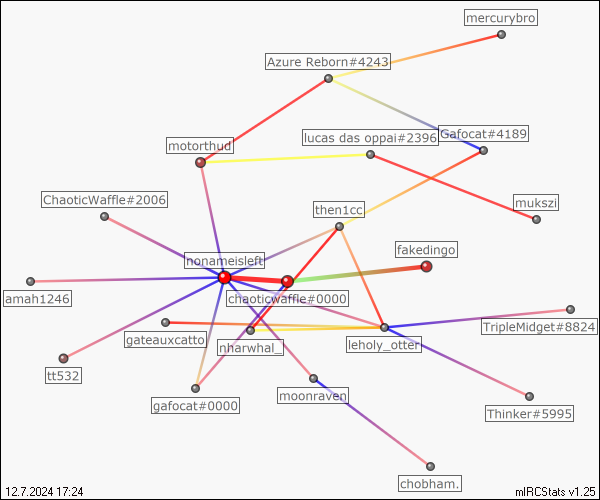 mercurybro
Azure Reborn#4243
Gafocat#4189
lucas das oppai#2396
motorthud
ChaoticWaffle#2006
mukszi
then1cc
fakedingo
nonameisleft
chaoticwaffle#0000
amah1246
TripleMidget#8824
gateauxcatto
nharwhal_
leholy_otter
tt532
moonraven
gafocat#0000
Thinker#5995
chobham.
12.7.2024 17:24
mIRCStats v1.25